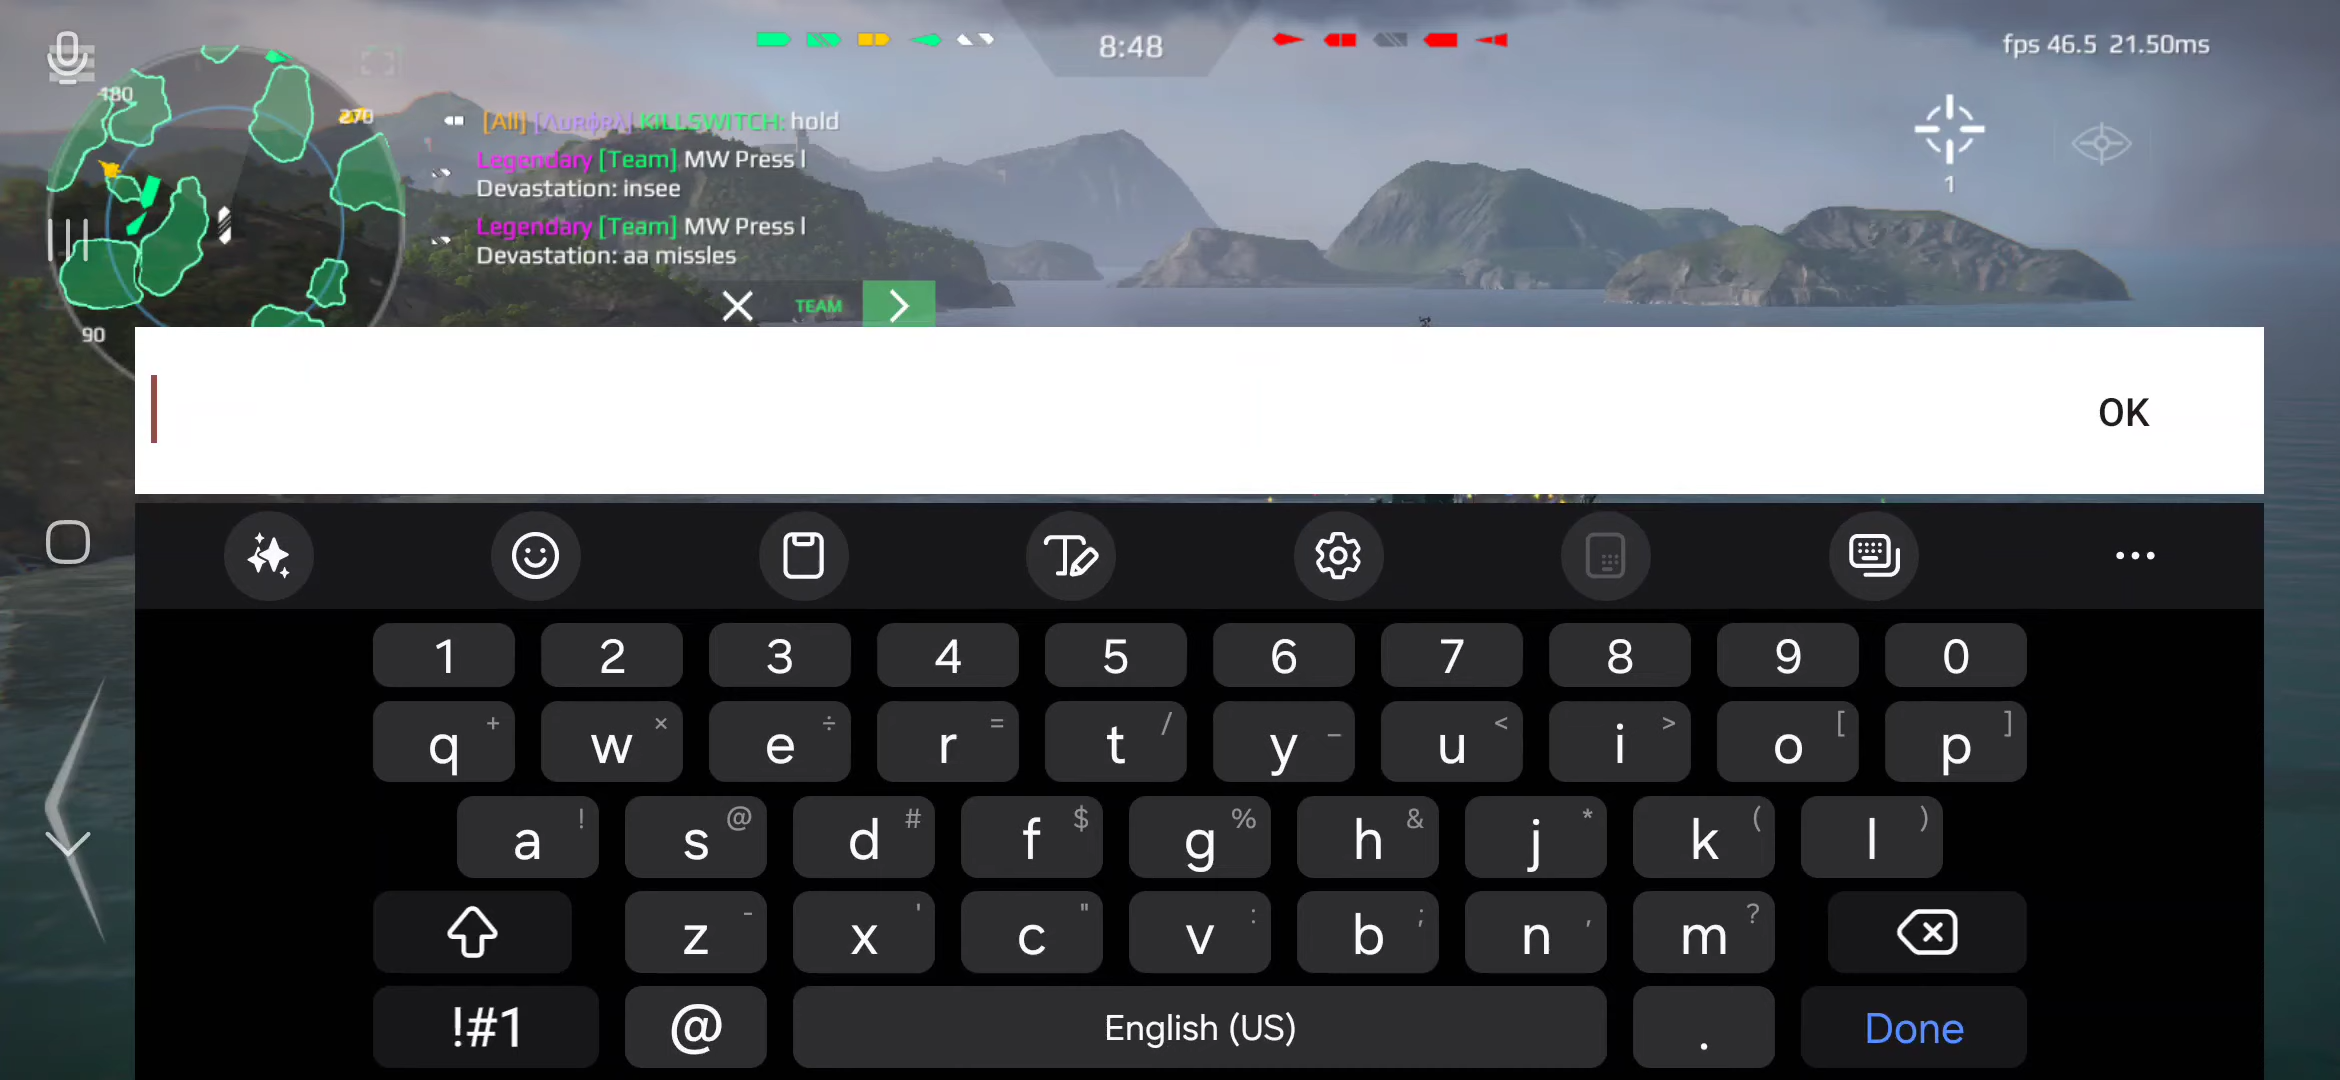 8:48
fps 46.5 21.50ms
180
270
90
[All] [ΛυʀȹʀΛ] KILLSWITCH: hold
Legendary [Team] MW Press l
Devastation: insee
Legendary [Team] MW Press l
Devastation: aa missles
TEAM
1
OK
1 2 3 4 5 6 7 8 9 0
q + w × e ÷ r = t / y _ u < i > o [ p ]
a ! s @ d # f $ g % h & j * k ( l )
z - x ' c " v : b ; n , m ?
!#1 @ English (US) . Done